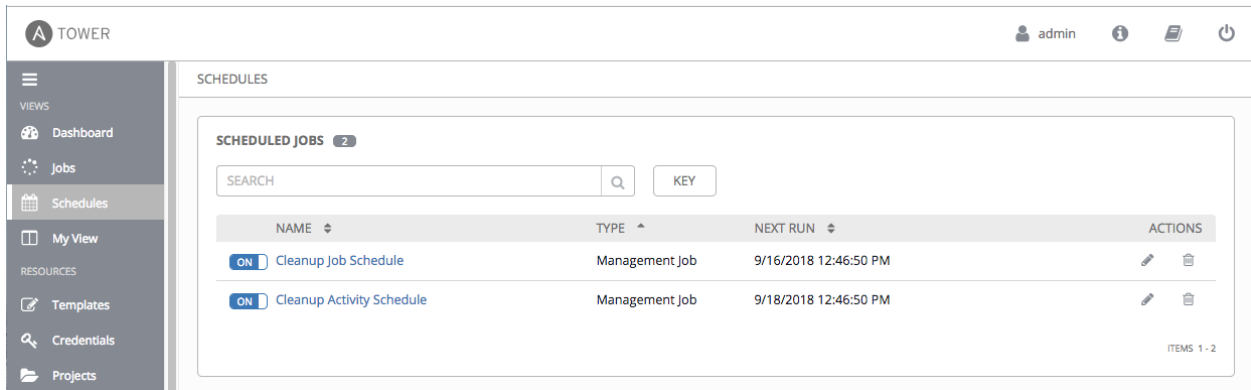 A TOWER admin
SCHEDULES
VIEWS
Dashboard
Jobs
Schedules
My View
RESOURCES
Templates
Credentials
Projects
SCHEDULED JOBS 2
SEARCH KEY
NAME TYPE NEXT RUN ACTIONS
ON Cleanup Job Schedule Management Job 9/16/2018 12:46:50 PM
ON Cleanup Activity Schedule Management Job 9/18/2018 12:46:50 PM
ITEMS 1 - 2